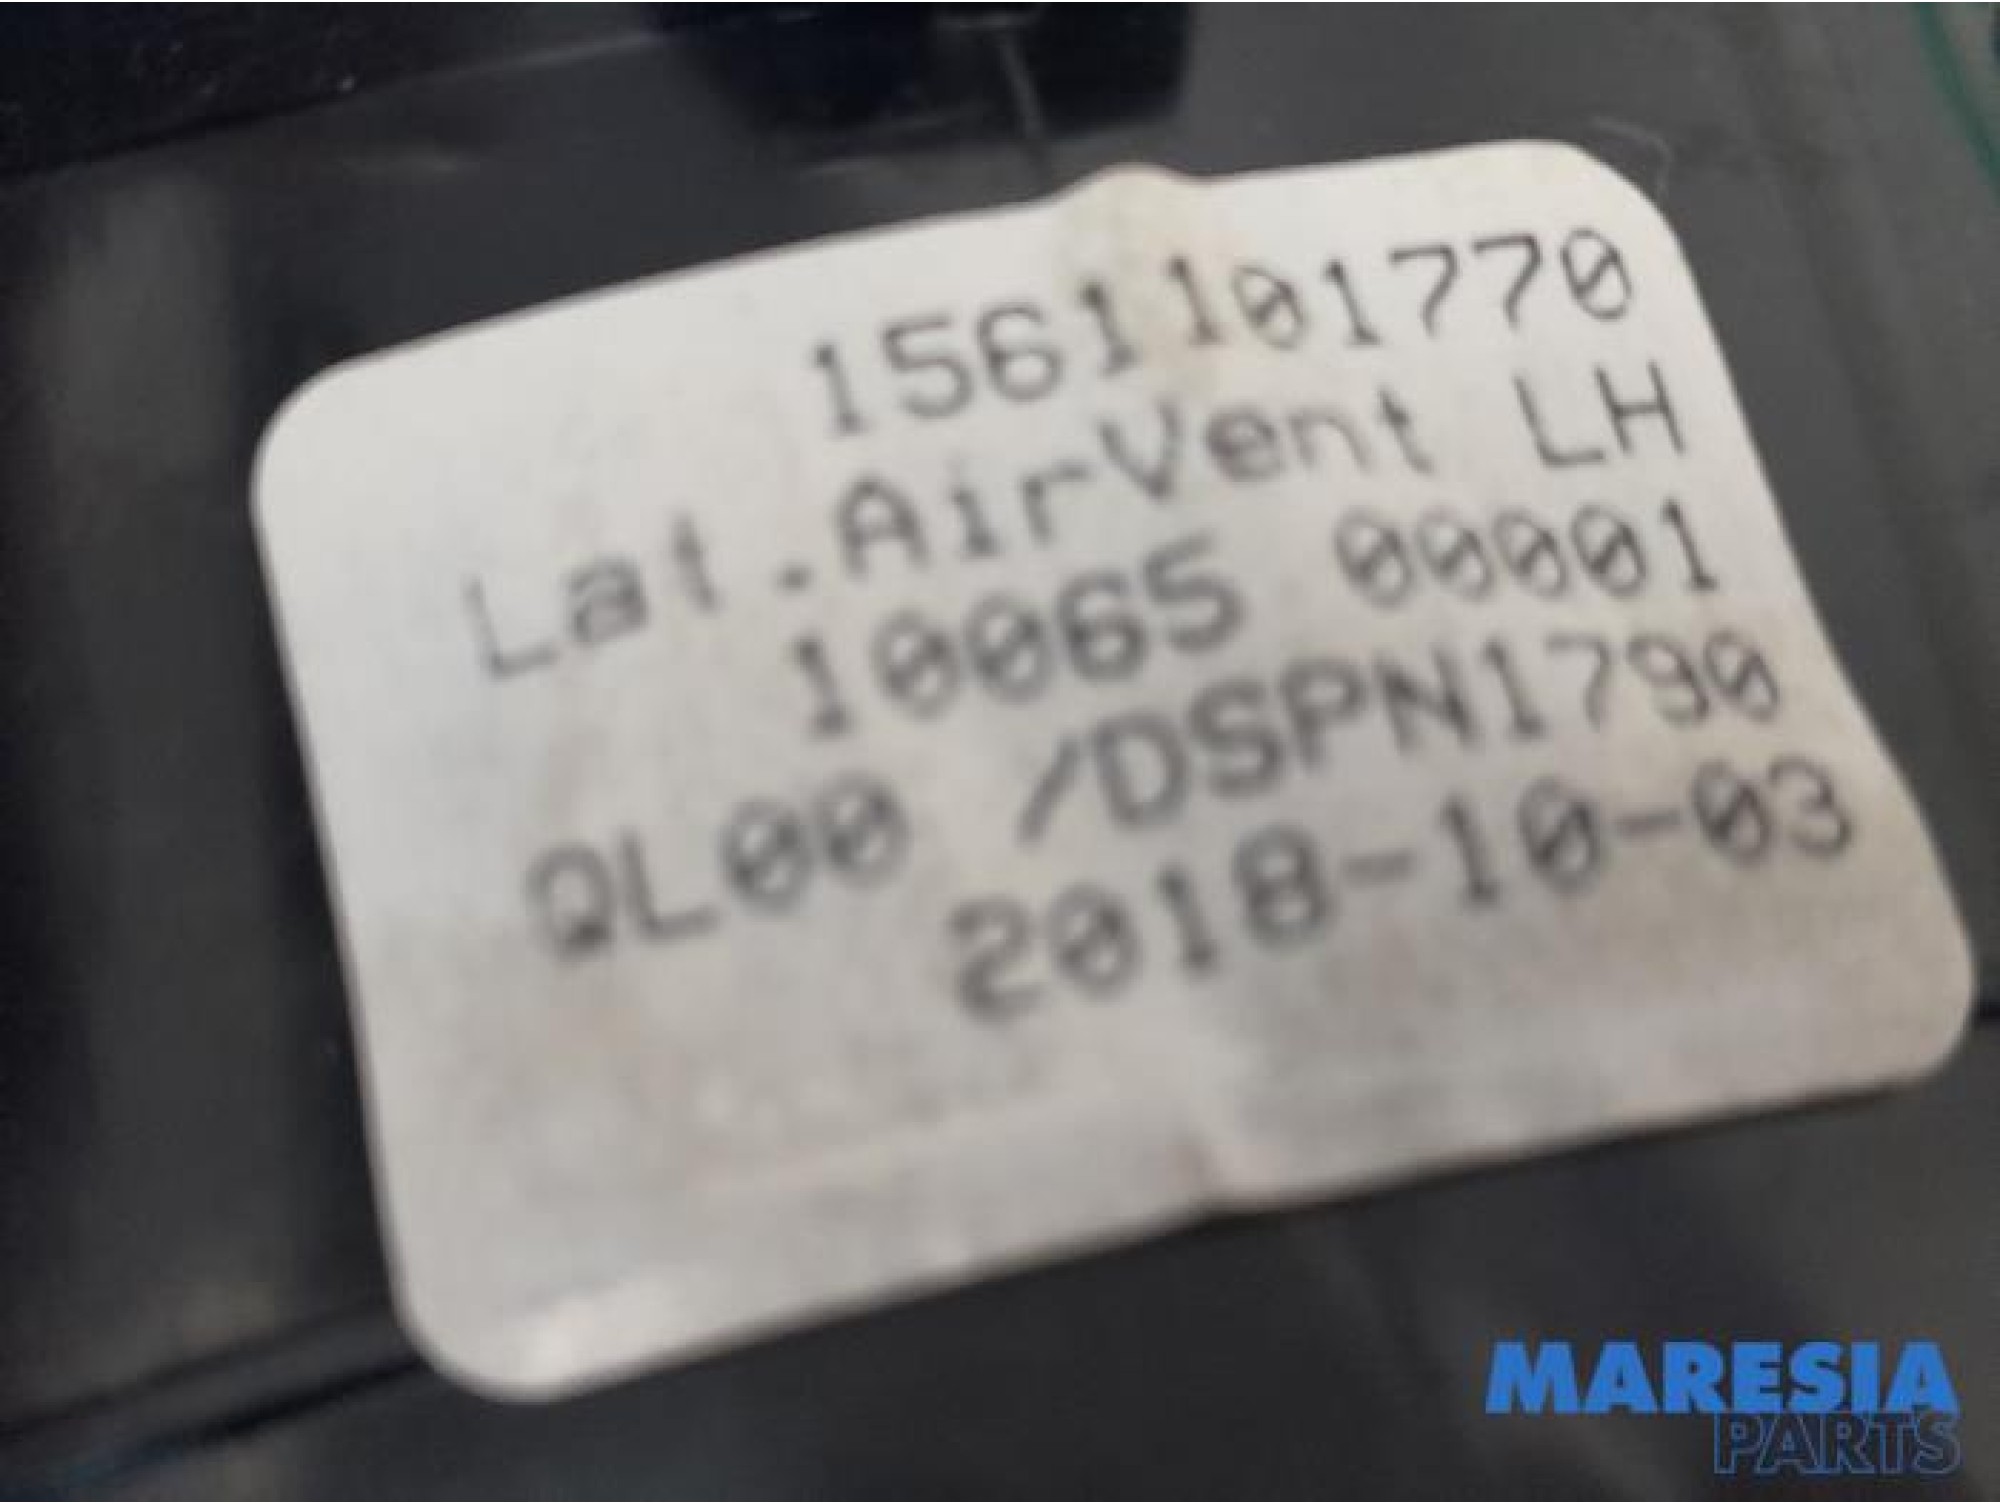 1561101770
Lat.AirVent LH
10065 00001
QL00 /DSPN1790
2018-10-03
MARESIA
PARTS